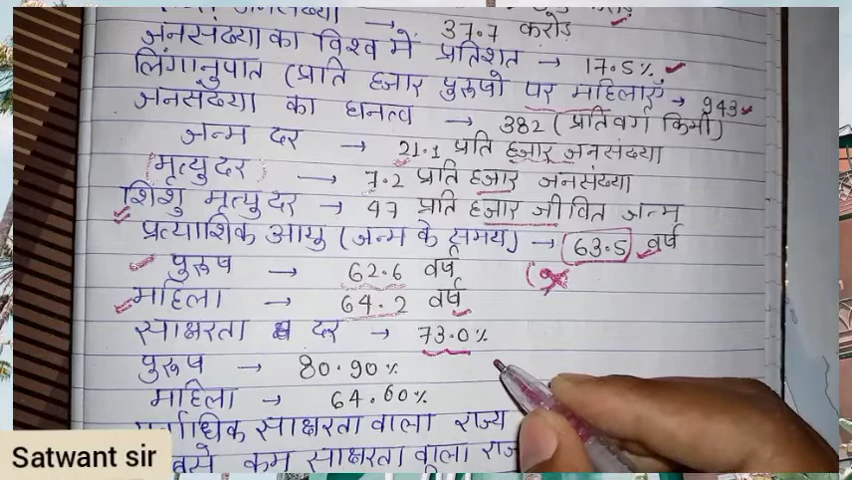 जनसंख्या → 37.7 करोड़
जनसंख्या का विश्व में प्रतिशत → 17.5%
लिंगानुपात (प्रति हजार पुरूषो पर महिलाएँ → 943
जनसंख्या का घनत्व → 382 (प्रतिवर्ग किमी)
जन्म दर → 21.1 प्रति हजार जनसंख्या
मृत्यु दर → 7.2 प्रति हजार जनसंख्या
शिशु मृत्यु दर → 47 प्रति हजार जीवित जन्म
प्रत्याशिक आयु (जन्म के समय) → 63.5 वर्ष
पुरूष → 62.6 वर्ष
महिला → 64.2 वर्ष
साक्षरता दर → 73.0%
पुरूष → 80.90%
महिला → 64.60%
सर्वाधिक साक्षरता वाला राज्य
सबसे कम साक्षरता वाला
Satwant sir